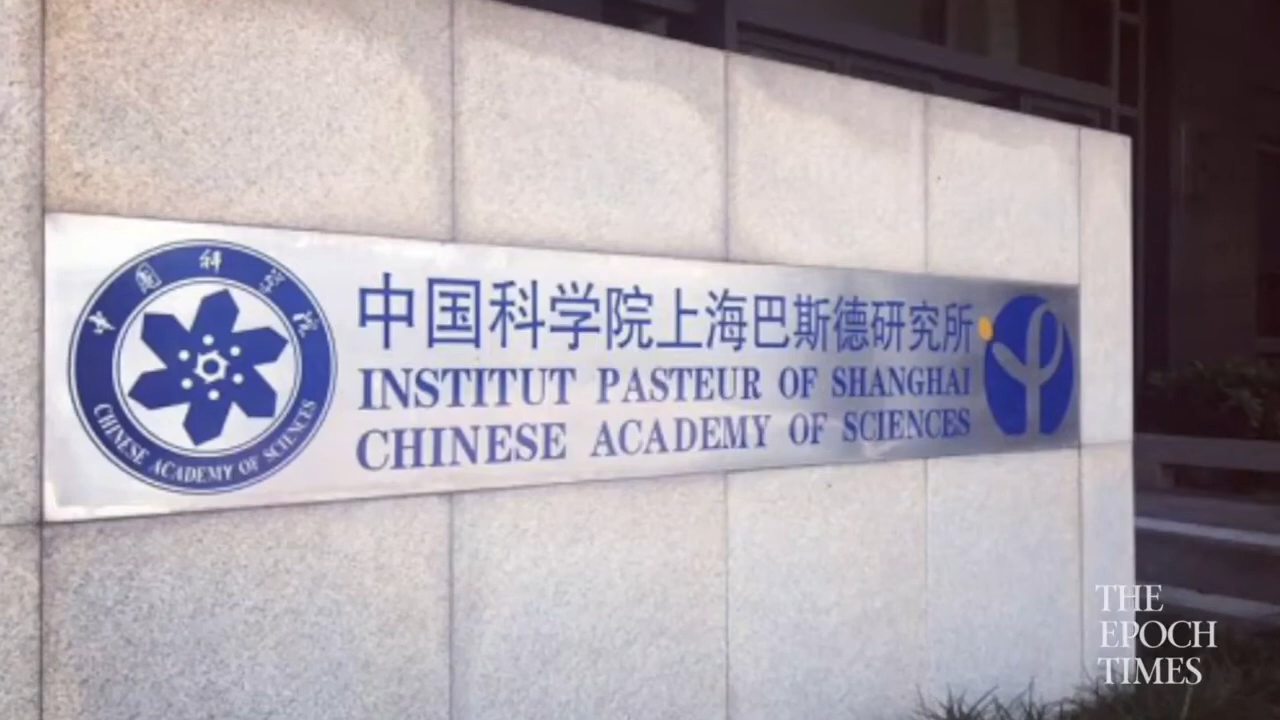 中国科学院
CHINESE ACADEMY OF SCIENCES
中国科学院上海巴斯德研究所
INSTITUT PASTEUR OF SHANGHAI
CHINESE ACADEMY OF SCIENCES
THE
EPOCH
TIMES